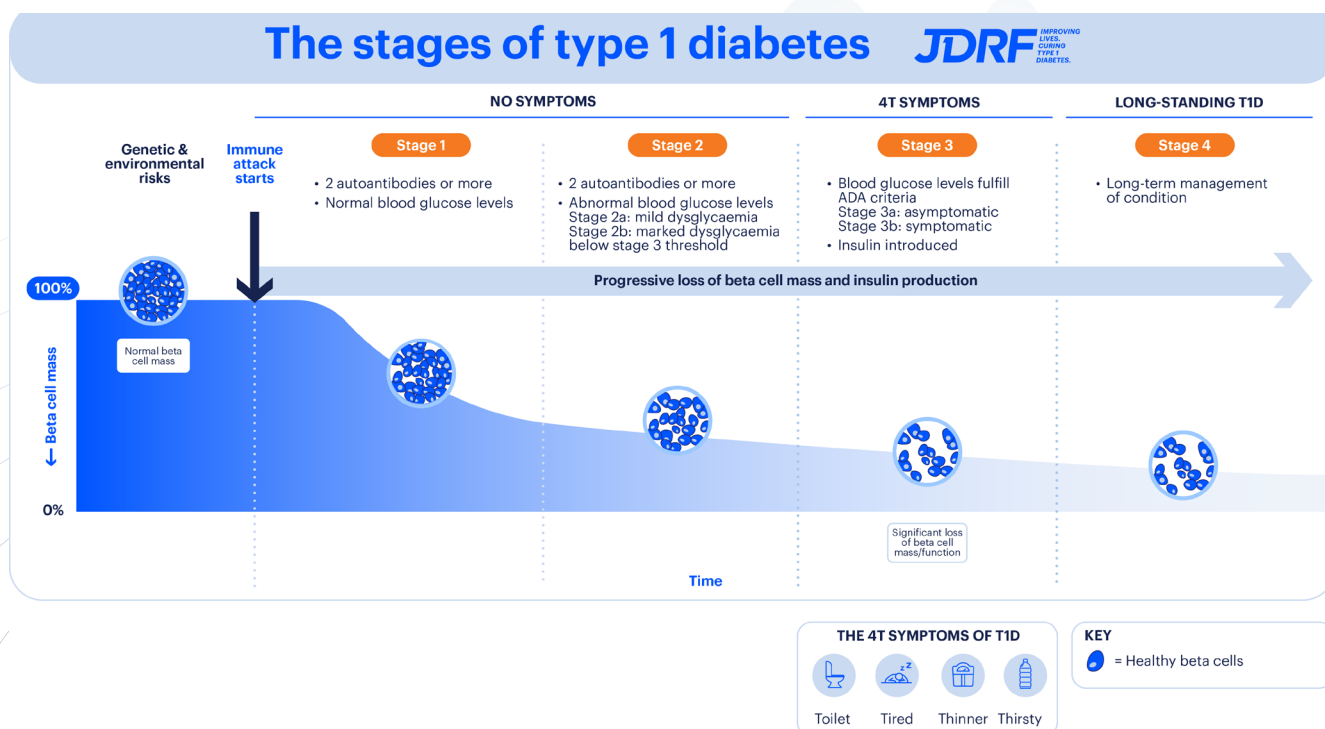 The stages of type 1 diabetes
JDRF IMPROVING
LIVES.
CURING
TYPE 1
DIABETES.
NO SYMPTOMS
4T SYMPTOMS
LONG-STANDING T1D
Genetic &
environmental
risks
Immune
attack
starts
Stage 1
• 2 autoantibodies or more
• Normal blood glucose levels
Stage 2
• 2 autoantibodies or more
• Abnormal blood glucose levels
Stage 2a: mild dysglycaemia
Stage 2b: marked dysglycaemia
below stage 3 threshold
Stage 3
• Blood glucose levels fulfill
ADA criteria
Stage 3a: asymptomatic
Stage 3b: symptomatic
• Insulin introduced
Stage 4
• Long-term management
of condition
Progressive loss of beta cell mass and insulin production
100%
Normal beta
cell mass
← Beta cell mass
0%
Significant loss
of beta cell
mass/function
Time
THE 4T SYMPTOMS OF T1D
z z
Toilet Tired Thinner Thirsty
KEY
= Healthy beta cells